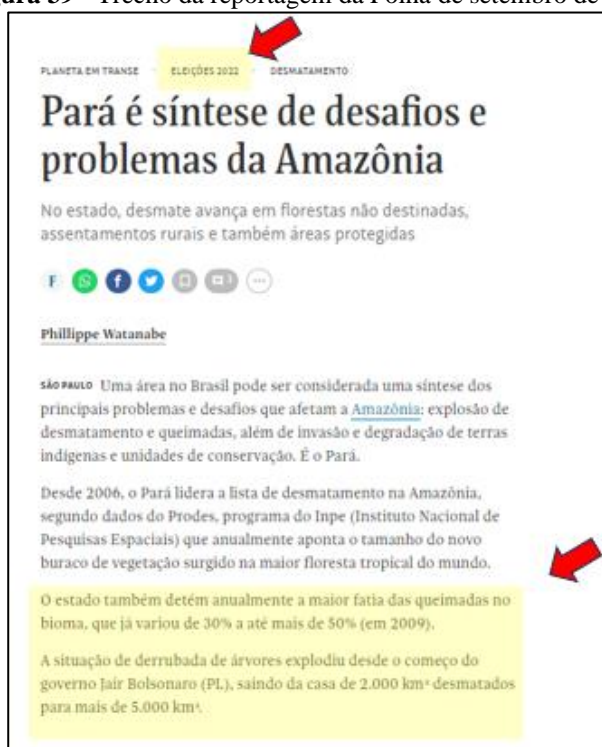 Trecho da reportagem da Folha de setembro de
PLANETA EM TRANSE ELEIÇÕES 2022 DESMATAMENTO
Pará é síntese de desafios e
problemas da Amazônia
No estado, desmate avança em florestas não destinadas,
assentamentos rurais e também áreas protegidas
Phillippe Watanabe
SÃO PAULO Uma área no Brasil pode ser considerada uma síntese dos
principais problemas e desafios que afetam a Amazônia: explosão de
desmatamento e queimadas, além de invasão e degradação de terras
indígenas e unidades de conservação. É o Pará.
Desde 2006, o Pará lidera a lista de desmatamento na Amazônia,
segundo dados do Prodes, programa do Inpe (Instituto Nacional de
Pesquisas Espaciais) que anualmente aponta o tamanho do novo
buraco de vegetação surgido na maior floresta tropical do mundo.
O estado também detém anualmente a maior fatia das queimadas no
bioma, que já variou de 30% a até mais de 50% (em 2009).
A situação de derrubada de árvores explodiu desde o começo do
governo Jair Bolsonaro (PL), saindo da casa de 2.000 km² desmatados
para mais de 5.000 km².